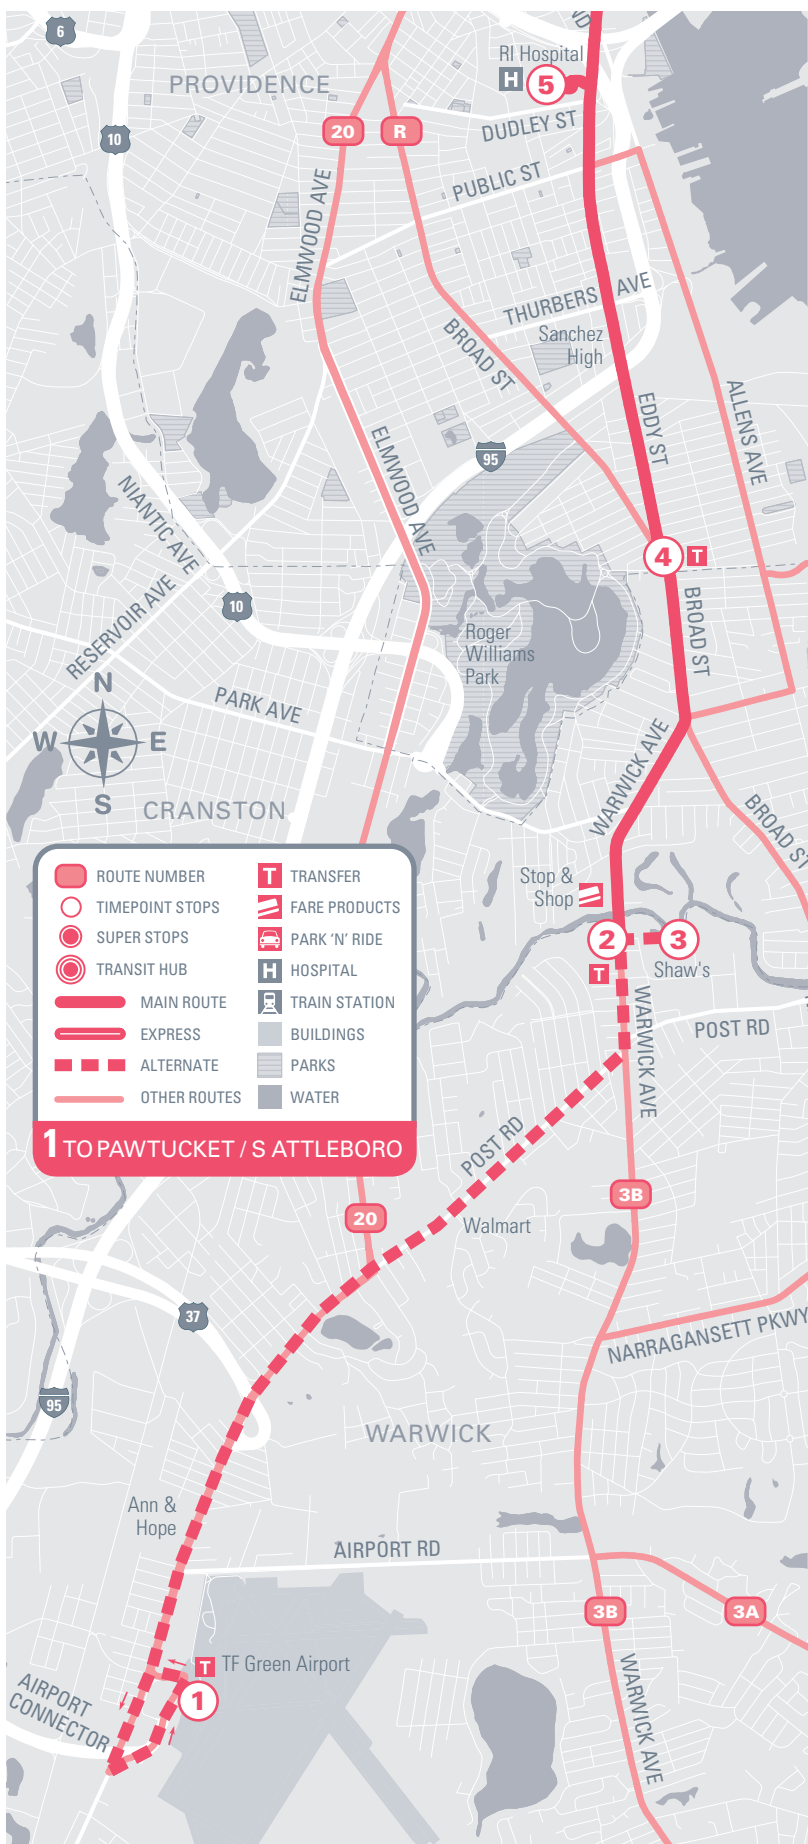 6
ND
RI Hospital
H
5
PROVIDENCE
10
20
R
DUDLEY ST
PUBLIC ST
ELMWOOD AVE
THURBERS AVE
Sanchez
High
BROAD ST
EDDY ST
ALLENS AVE
ELMWOOD AVE
95
NIANTIC AVE
4
T
RESERVOIR AVE
10
BROAD ST
Roger
Williams
Park
N
W
E
S
PARK AVE
WARWICK AVE
CRANSTON
BROAD ST
Stop &
Shop
2
3
T
Shaw's
WARWICK AVE
POST RD
ROUTE NUMBER
TIMEPOINT STOPS
SUPER STOPS
TRANSIT HUB
MAIN ROUTE
EXPRESS
ALTERNATE
OTHER ROUTES
T TRANSFER
FARE PRODUCTS
PARK 'N' RIDE
H HOSPITAL
TRAIN STATION
BUILDINGS
PARKS
WATER
1 TO PAWTUCKET / S ATTLEBORO
POST RD
3B
20
Walmart
37
NARRAGANSETT PKWY
95
WARWICK
Ann &
Hope
AIRPORT RD
3B
3A
T
TF Green Airport
1
AIRPORT
CONNECTOR
WARWICK AVE